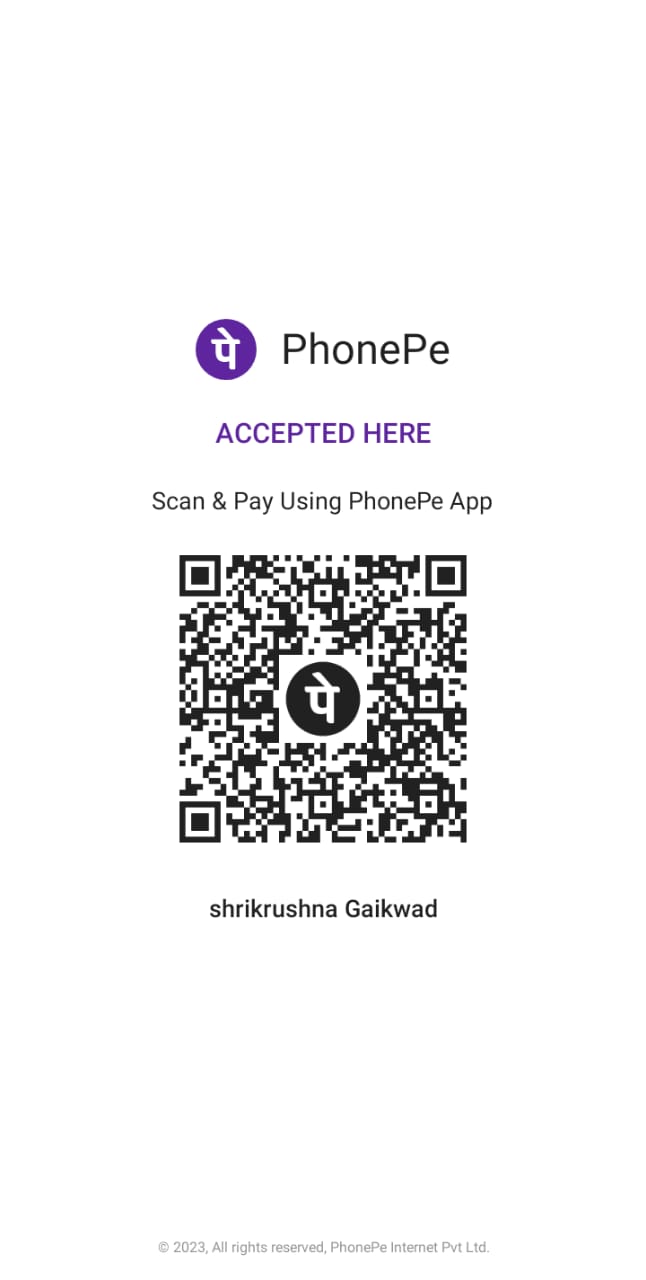 पे PhonePe
ACCEPTED HERE
Scan & Pay Using PhonePe App
पे
shrikrushna Gaikwad
© 2023, All rights reserved, PhonePe Internet Pvt Ltd.